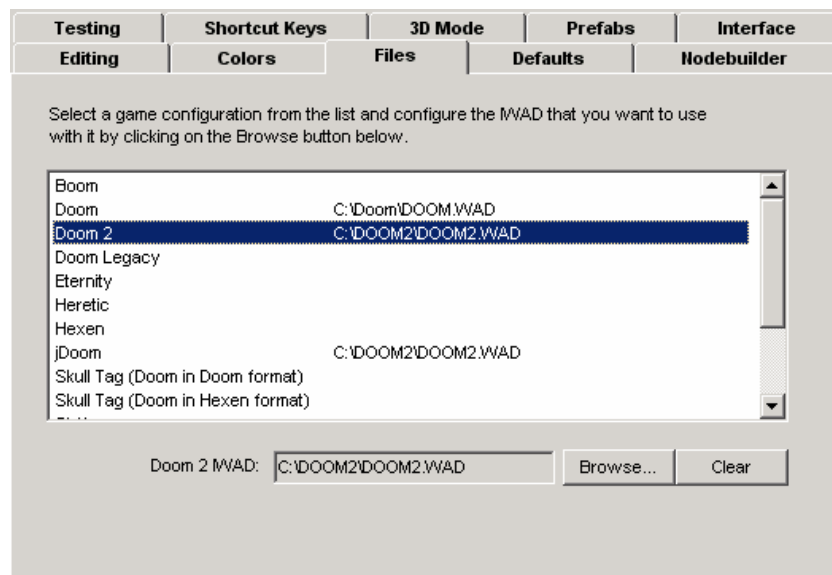 Testing Shortcut Keys 3D Mode Prefabs Interface
Editing Colors Files Defaults Nodebuilder
Select a game configuration from the list and configure the IWAD that you want to use
with it by clicking on the Browse button below.
Boom
Doom C:\Doom\DOOM.WAD
Doom 2 C:\DOOM2\DOOM2.WAD
Doom Legacy
Eternity
Heretic
Hexen
jDoom C:\DOOM2\DOOM2.WAD
Skull Tag (Doom in Doom format)
Skull Tag (Doom in Hexen format)
Doom 2 IWAD: C:\DOOM2\DOOM2.WAD Browse... Clear